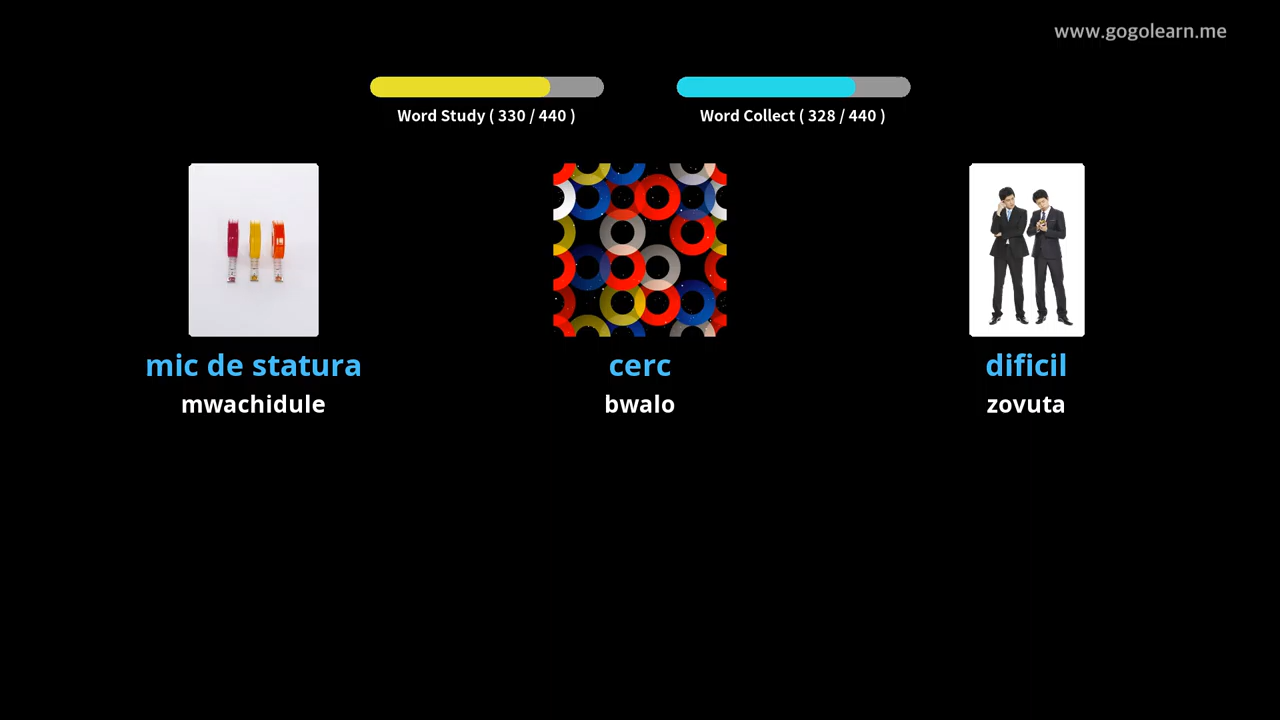 www.gogolearn.me
Word Study ( 330 / 440 )
Word Collect ( 328 / 440 )
mic de statura
mwachidule
cerc
bwalo
dificil
zovuta